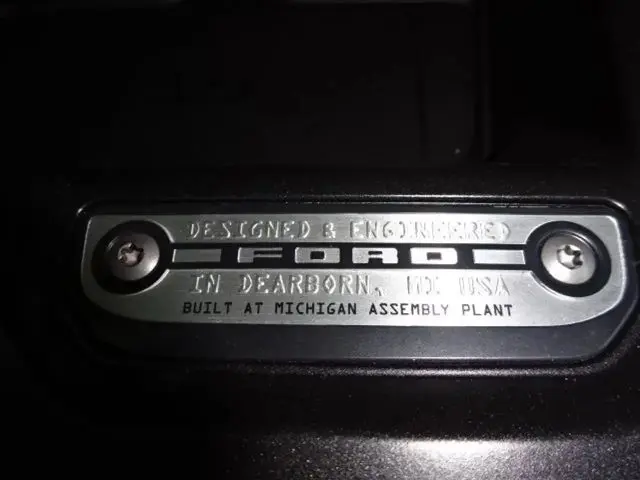 DESIGNED & ENGINEERED
FORD
IN DEARBORN, MI USA
BUILT AT MICHIGAN ASSEMBLY PLANT